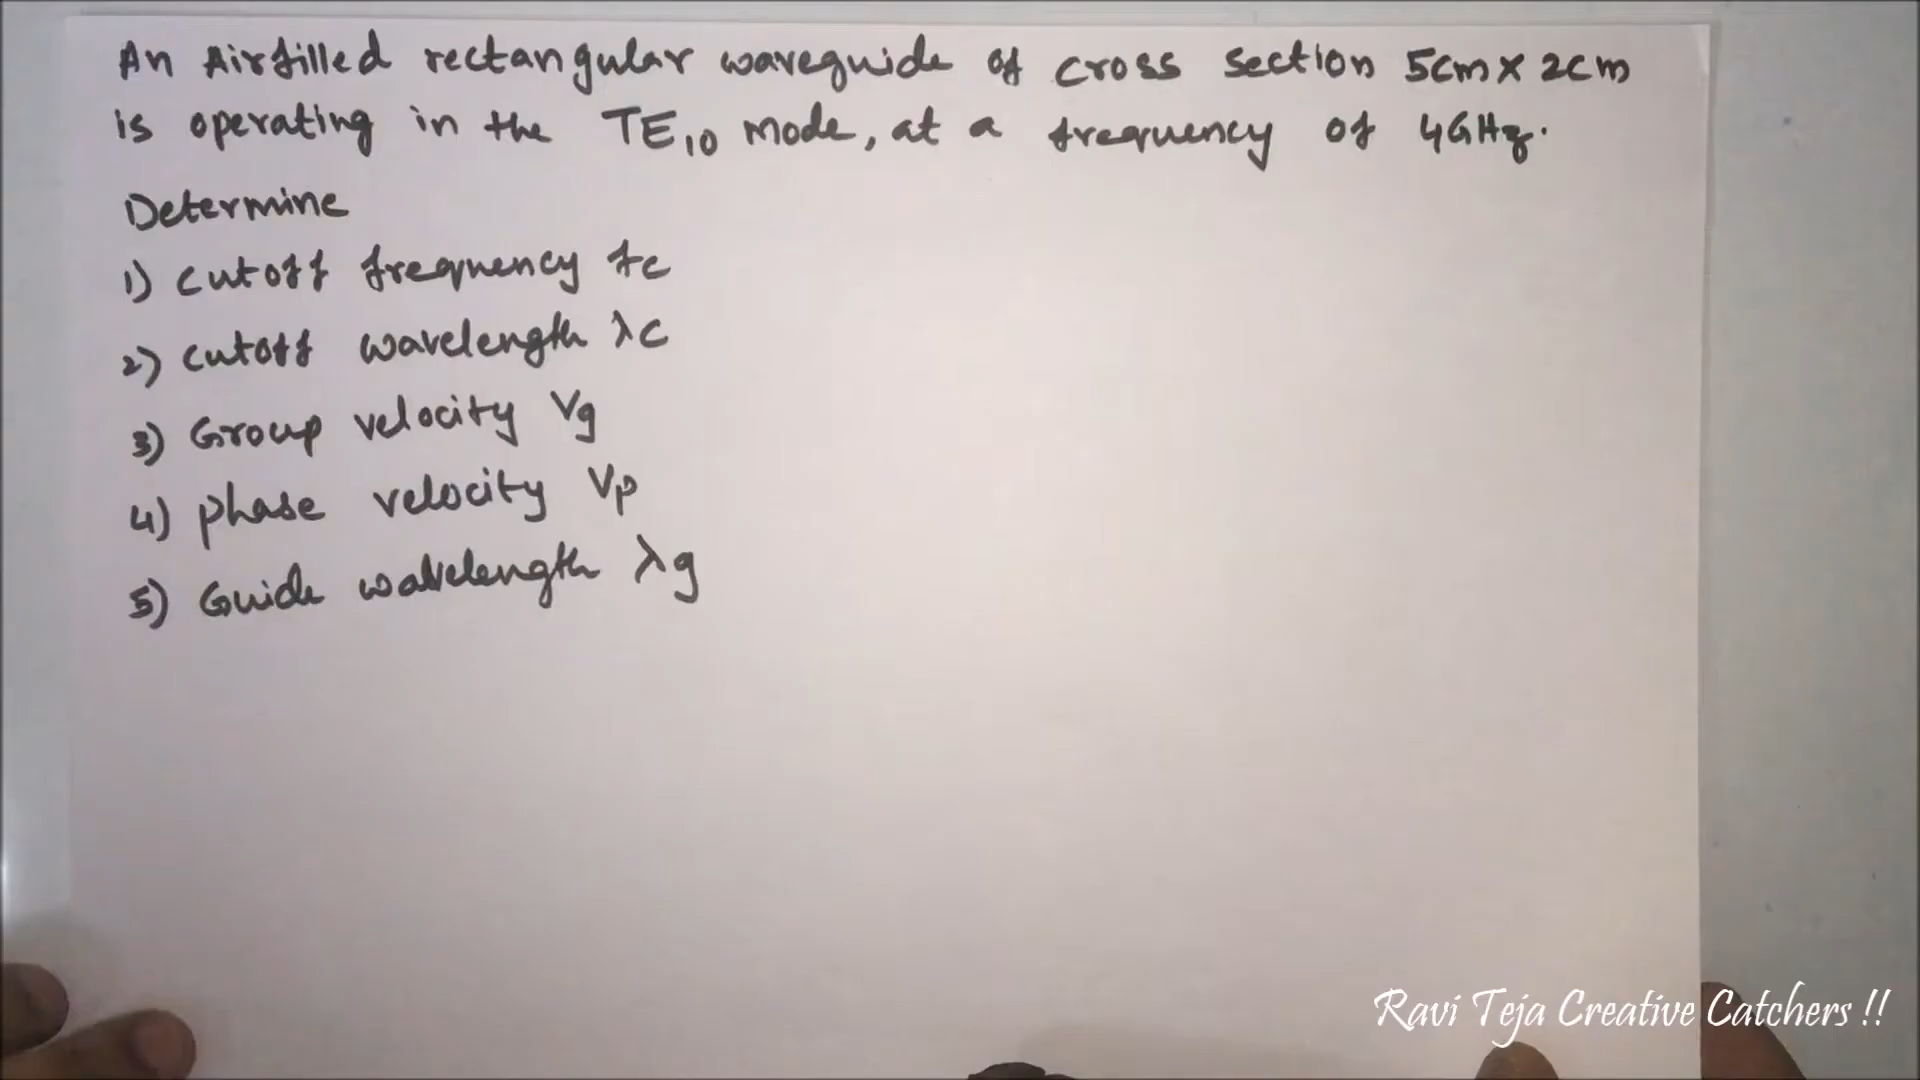 An Airfilled rectangular waveguide of cross section 5cm x 2cm
is operating in the TE10 mode, at a frequency of 4GHz.
Determine
1) cutoff frequency fc
2) cutoff wavelength λc
3) Group velocity Vg
4) phase velocity Vp
5) Guide wavelength λg
Ravi Teja Creative Catchers !!